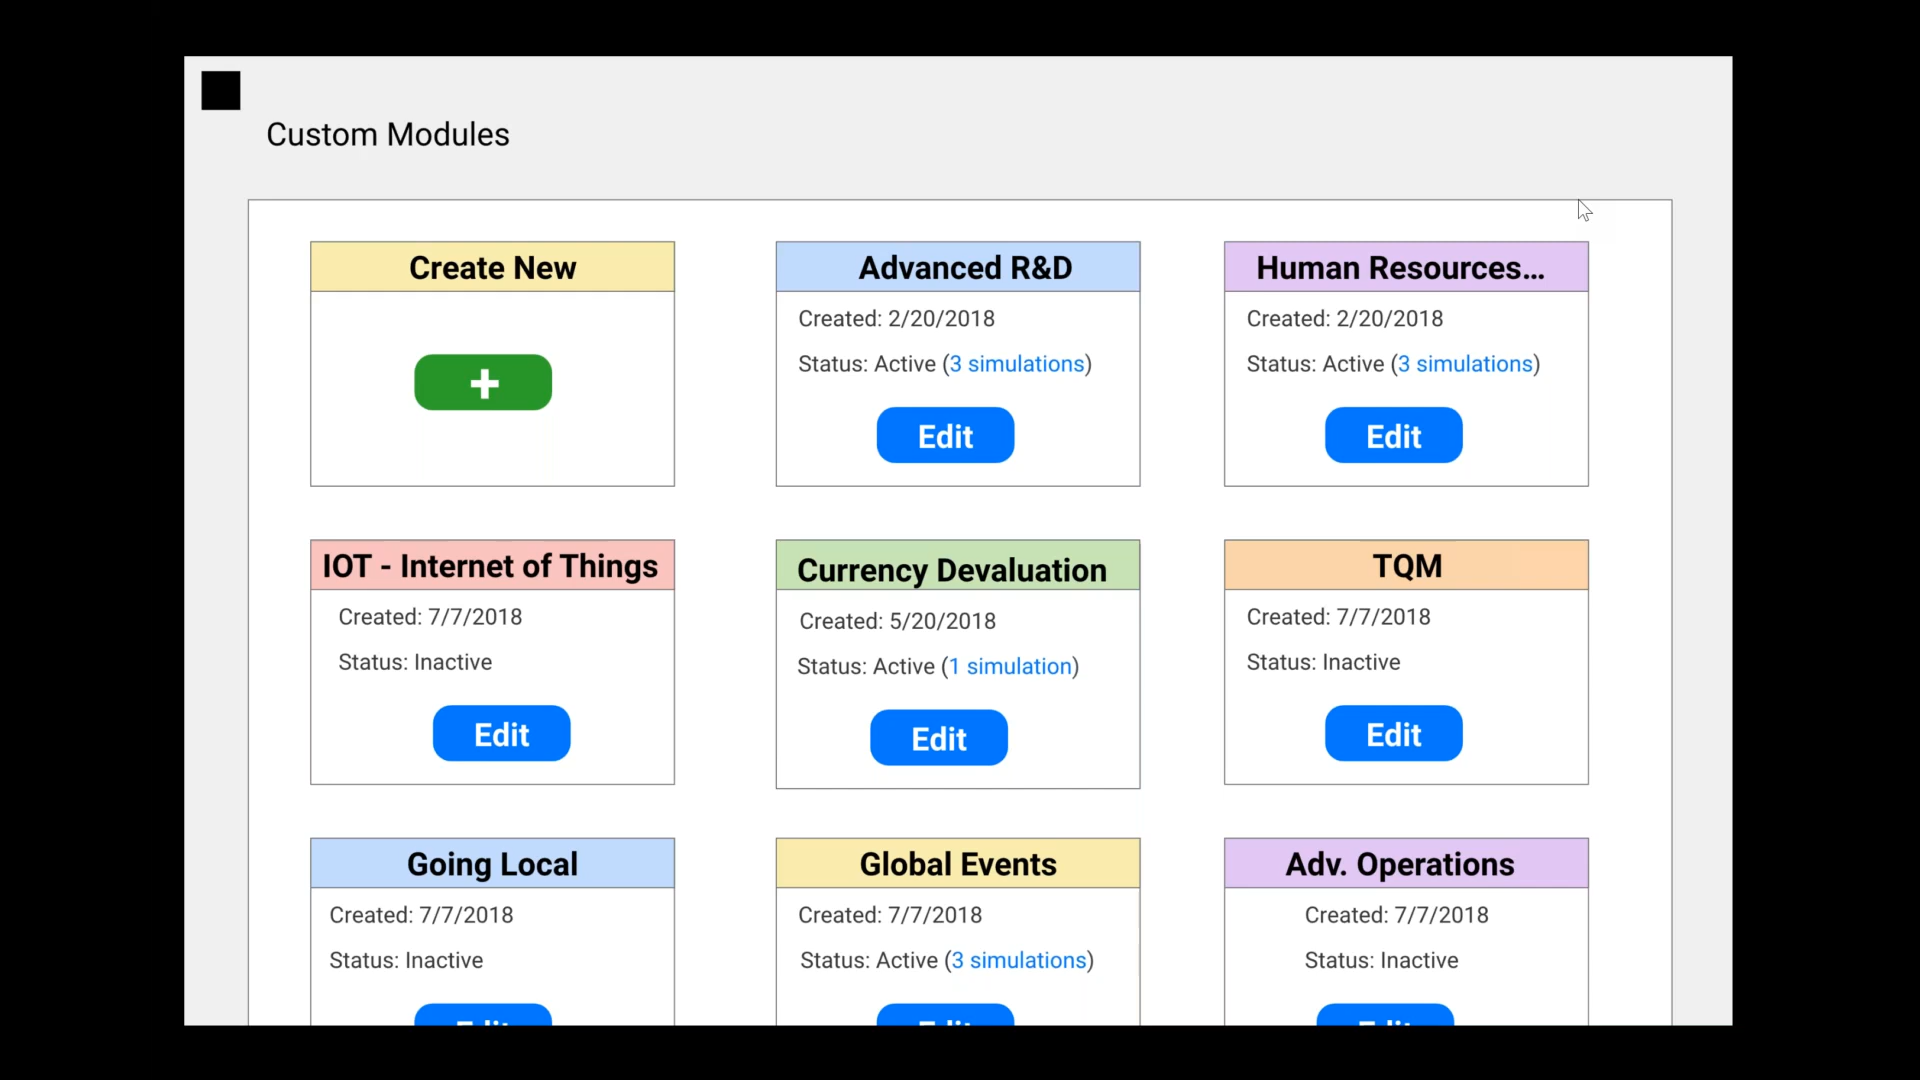 Custom Modules
Create New
Advanced R&D
Created: 2/20/2018
Status: Active (3 simulations)
Edit
Human Resources...
Created: 2/20/2018
Status: Active (3 simulations)
Edit
IOT - Internet of Things
Created: 7/7/2018
Status: Inactive
Edit
Currency Devaluation
Created: 5/20/2018
Status: Active (1 simulation)
Edit
TQM
Created: 7/7/2018
Status: Inactive
Edit
Going Local
Created: 7/7/2018
Status: Inactive
Edit
Global Events
Created: 7/7/2018
Status: Active (3 simulations)
Edit
Adv. Operations
Created: 7/7/2018
Status: Inactive
Edit